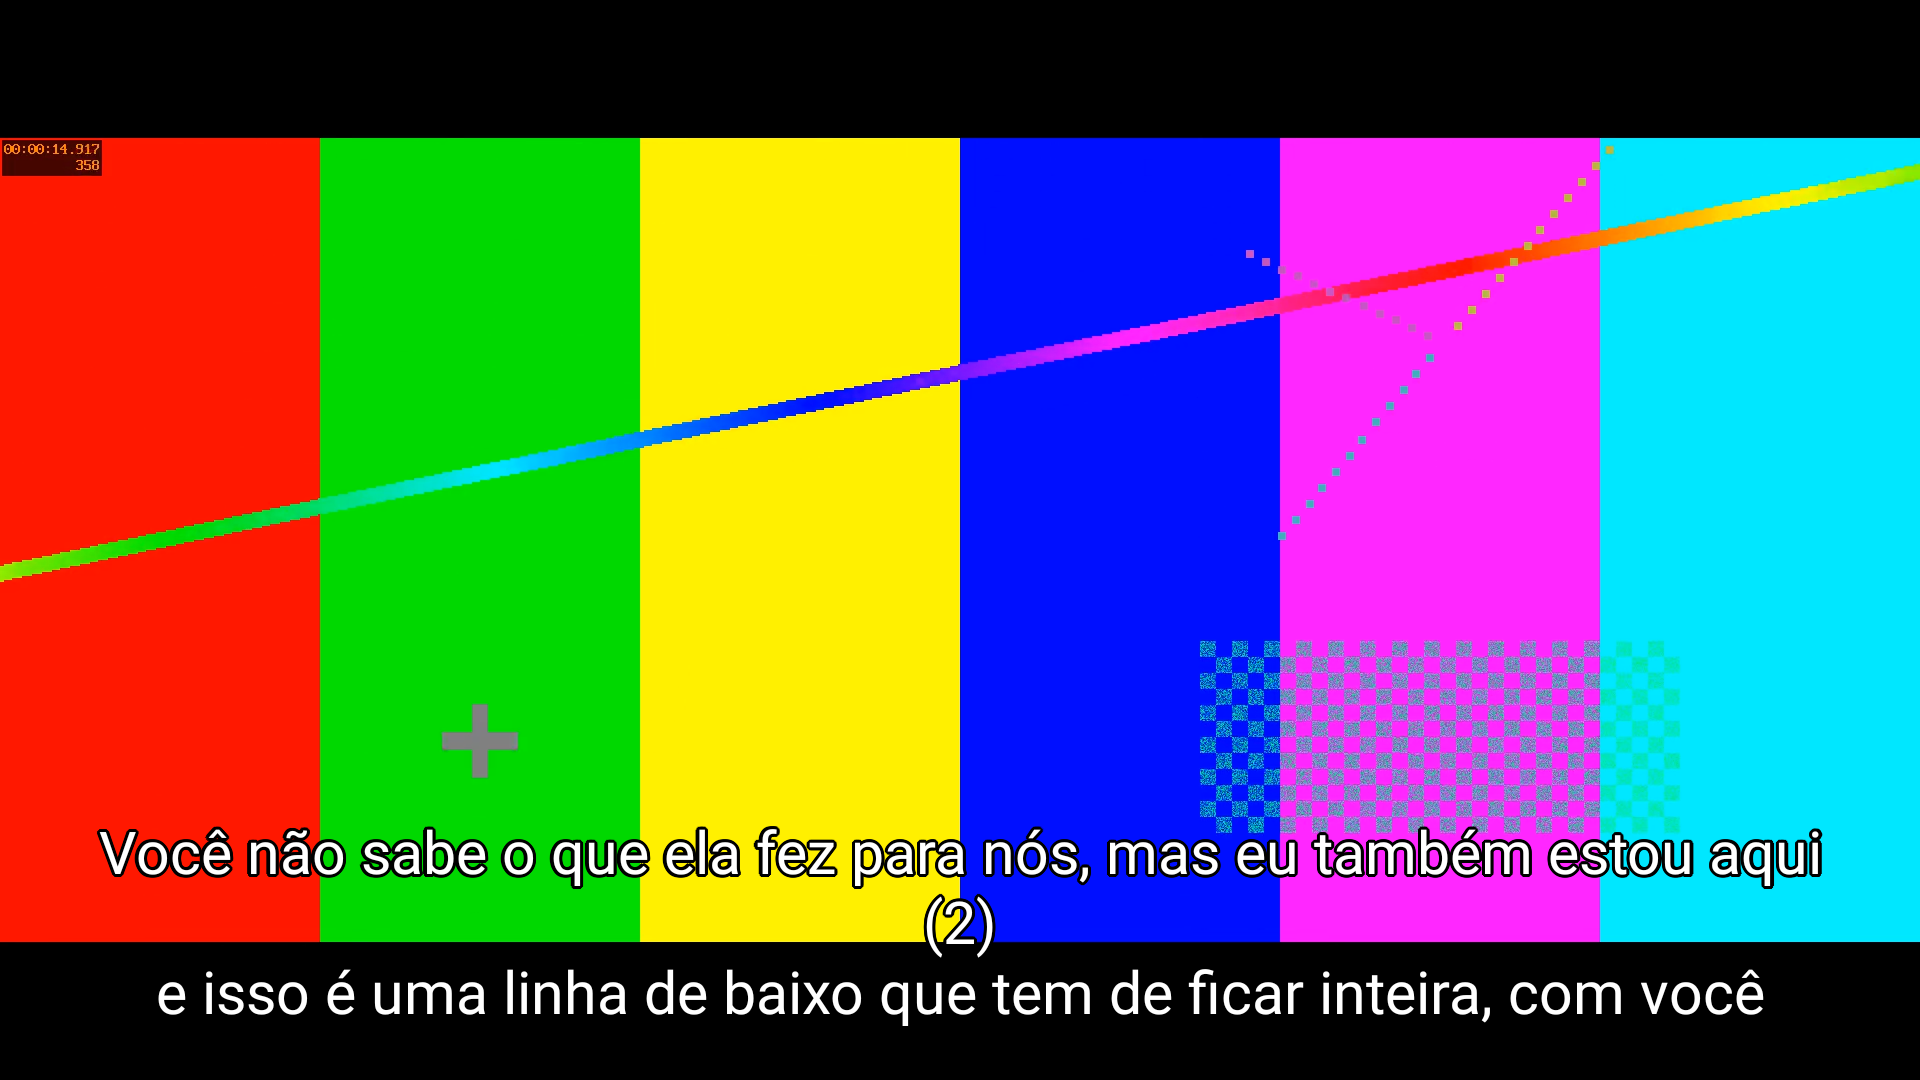 00:00:14.917
358
Você não sabe o que ela fez para nós, mas eu também estou aqui
(2)
e isso é uma linha de baixo que tem de ficar inteira, com você